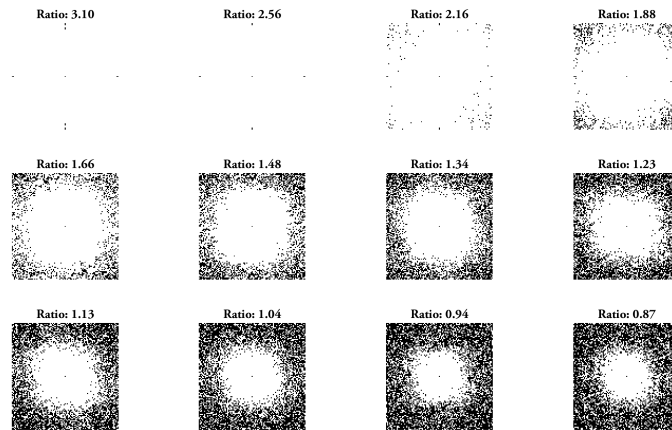 Ratio: 3.10
Ratio: 2.56
Ratio: 2.16
Ratio: 1.88
Ratio: 1.66
Ratio: 1.48
Ratio: 1.34
Ratio: 1.23
Ratio: 1.13
Ratio: 1.04
Ratio: 0.94
Ratio: 0.87